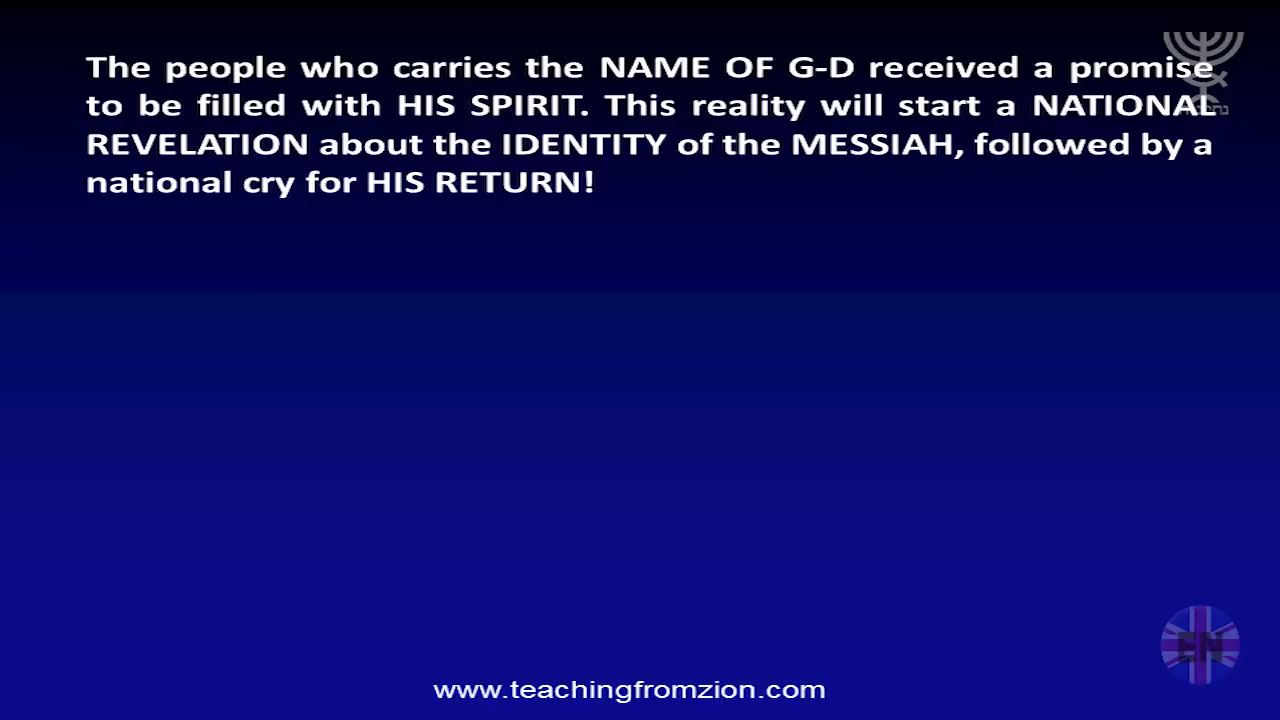 The people who carries the NAME OF G-D received a promise
to be filled with HIS SPIRIT. This reality will start a NATIONAL
REVELATION about the IDENTITY of the MESSIAH, followed by a
national cry for HIS RETURN!
EN
www.teachingfromzion.com